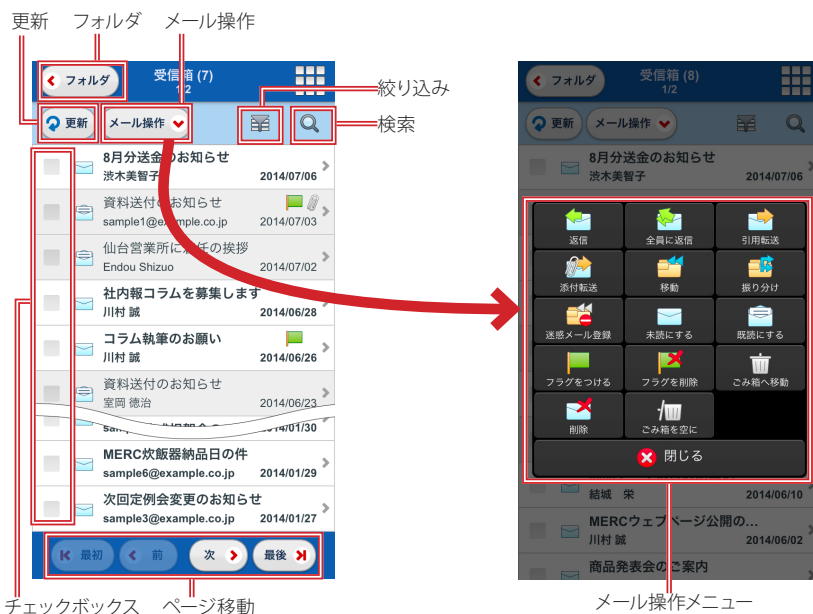 更新 フォルダ メール操作
フォルダ 受信箱 (7)
1/2
絞り込み
更新 メール操作
検索
8月分送金のお知らせ
渋木美智子 2014/07/06
資料送付のお知らせ
sample1@example.co.jp 2014/07/03
仙台営業所に着任の挨拶
Endou Shizuo 2014/07/02
社内報コラムを募集します
川村 誠 2014/06/28
コラム執筆のお願い
川村 誠 2014/06/26
資料送付のお知らせ
室岡 徳治 2014/06/23
2014/01/30
MERC炊飯器納品日の件
sample6@example.co.jp 2014/01/29
次回定例会変更のお知らせ
sample3@example.co.jp 2014/01/27
最初 前 次 最後
チェックボックス ページ移動
フォルダ 受信箱 (8)
1/2
更新 メール操作
8月分送金のお知らせ
渋木美智子 2014/07/06
返信 全員に返信 引用転送
添付転送 移動 振り分け
迷惑メール登録 未読にする 既読にする
フラグをつける フラグを削除 ごみ箱へ移動
削除 ごみ箱を空に
閉じる
結城 栄 2014/06/10
MERCウェブページ公開の...
川村 誠 2014/06/02
商品発表会のご案内
メール操作メニュー